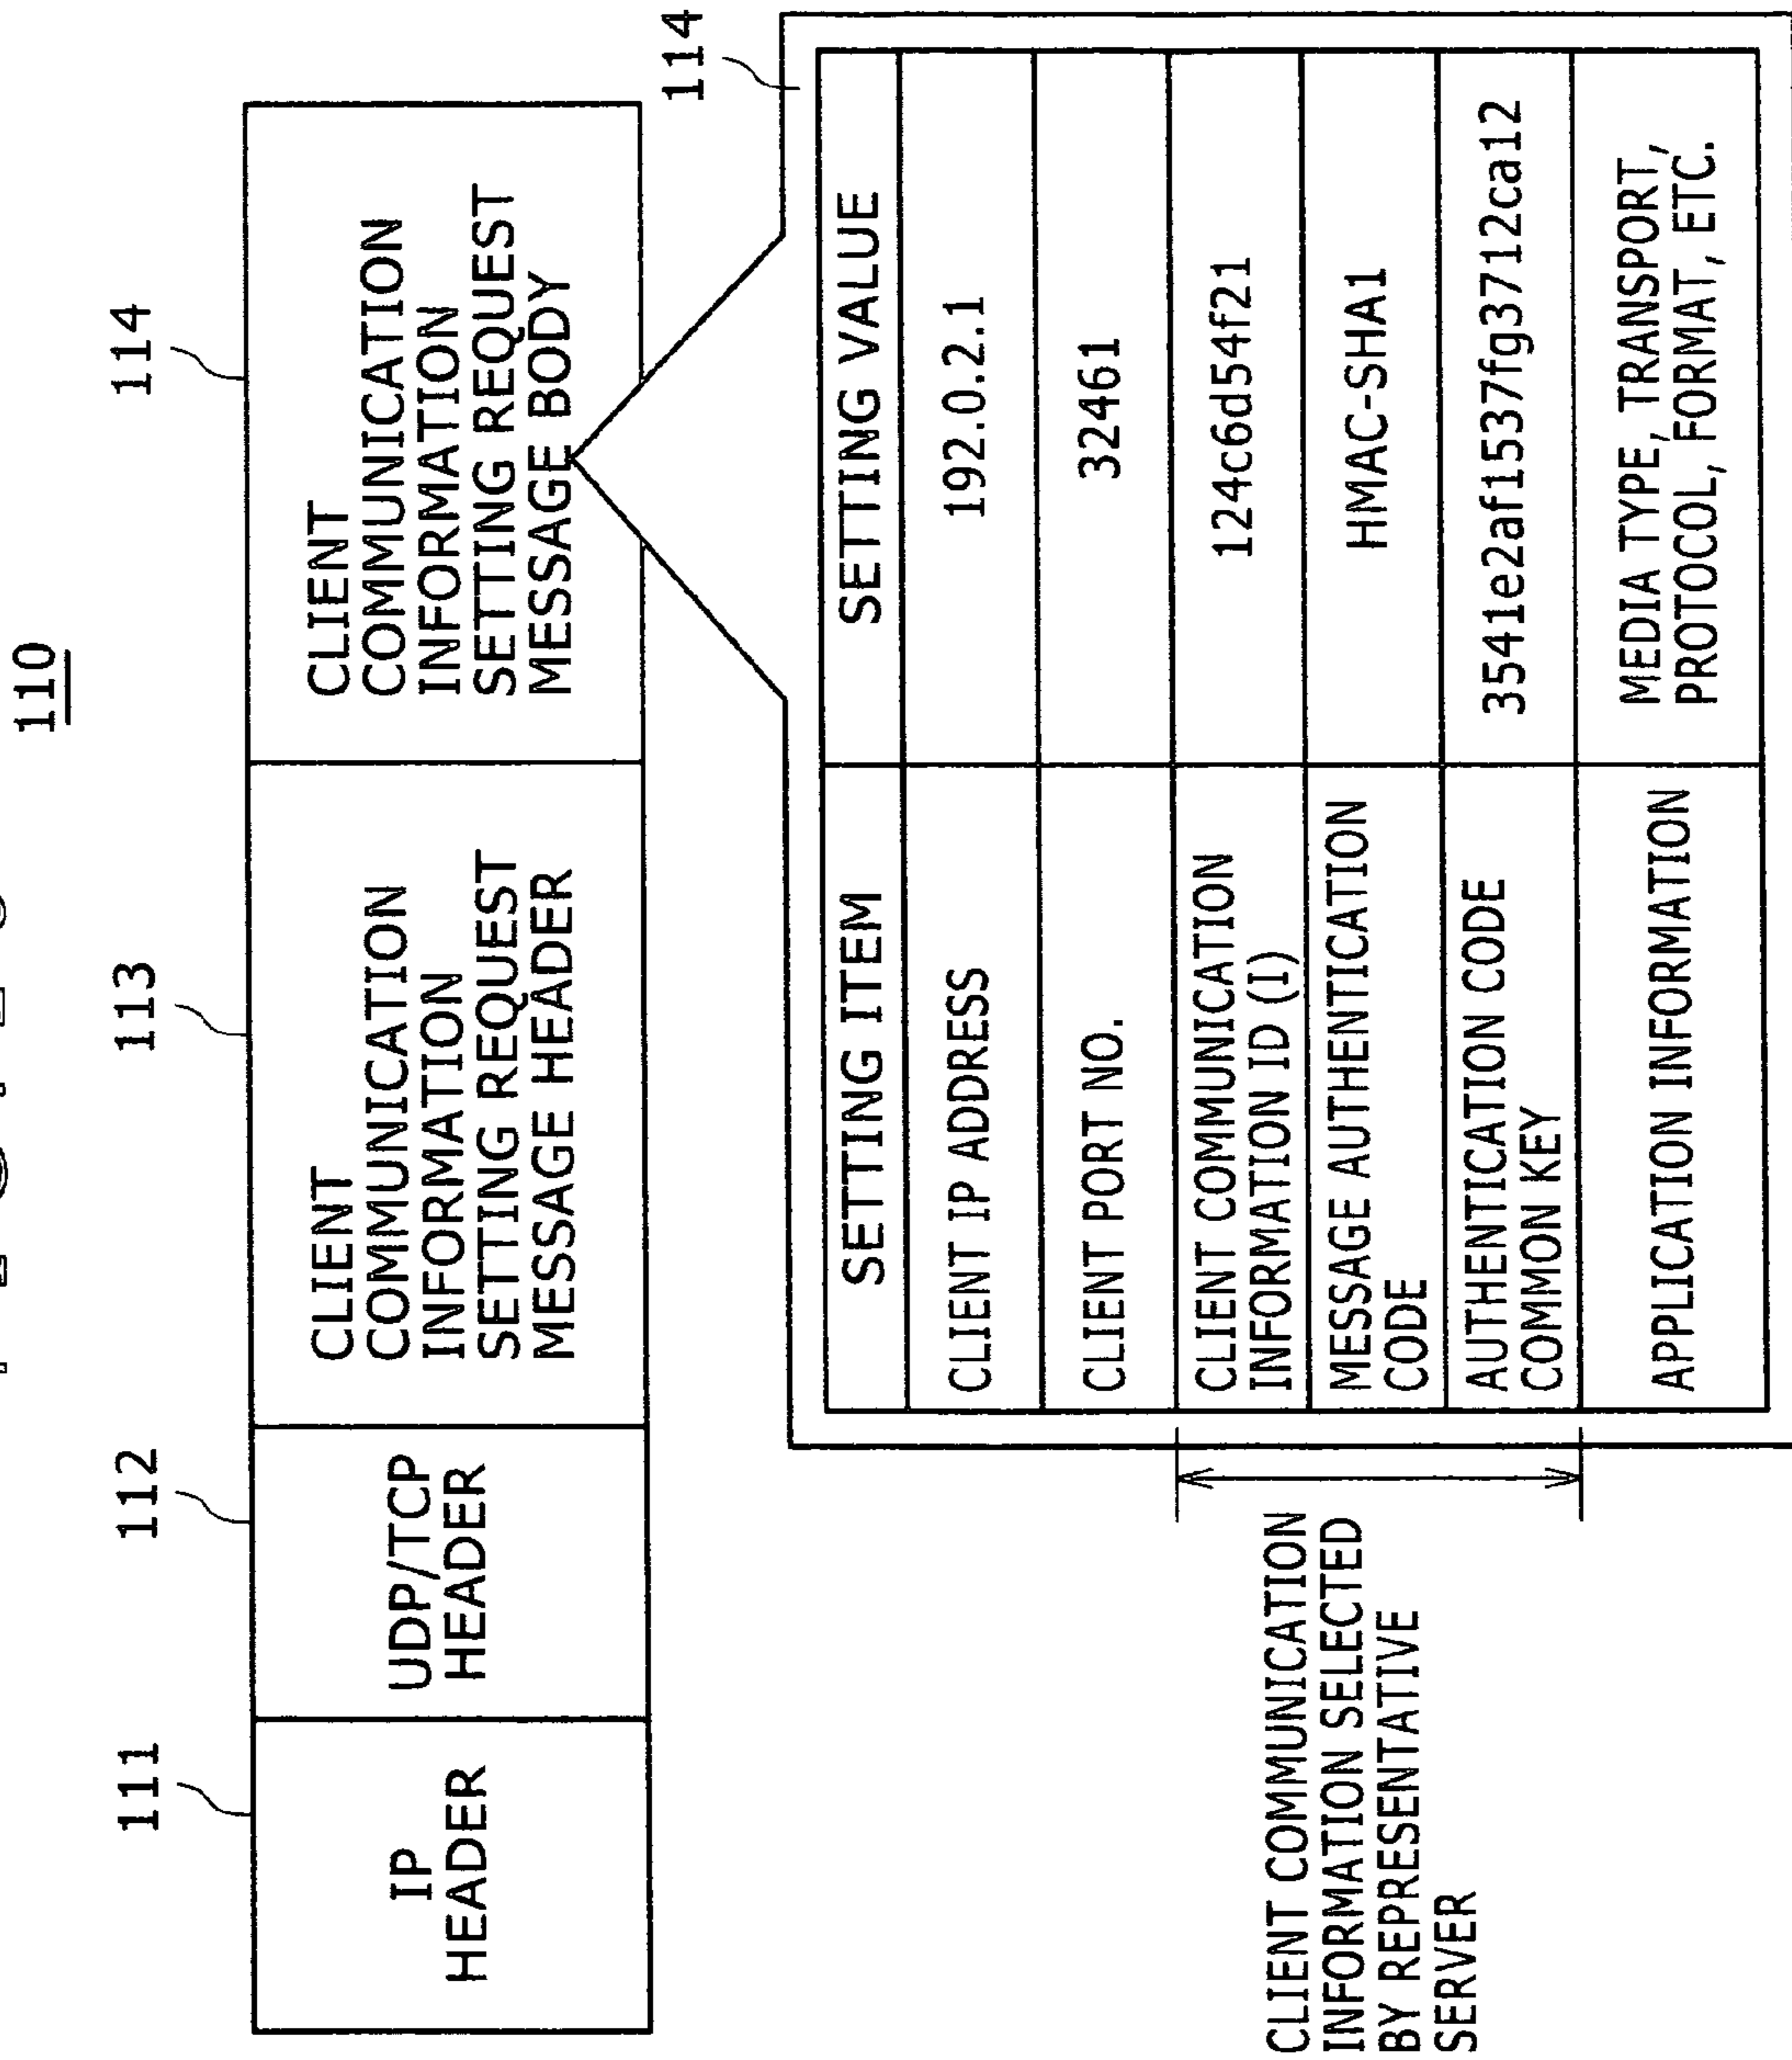 110
111
112
113
114
IP
HEADER
UDP/TCP
HEADER
CLIENT
COMMUNICATION
INFORMATION
SETTING REQUEST
MESSAGE HEADER
CLIENT
COMMUNICATION
INFORMATION
SETTING REQUEST
MESSAGE BODY
114
SETTING ITEM
SETTING VALUE
CLIENT IP ADDRESS
192.0.2.1
CLIENT PORT NO.
32461
CLIENT COMMUNICATION
INFORMATION ID (I)
124c6d54f21
MESSAGE AUTHENTICATION
CODE
HMAC-SHA1
AUTHENTICATION CODE
COMMON KEY
3541e2af1537fg3712ca12
APPLICATION INFORMATION
MEDIA TYPE, TRANSPORT,
PROTOCOL, FORMAT, ETC.
CLIENT COMMUNICATION
INFORMATION SELECTED
BY REPRESENTATIVE
SERVER